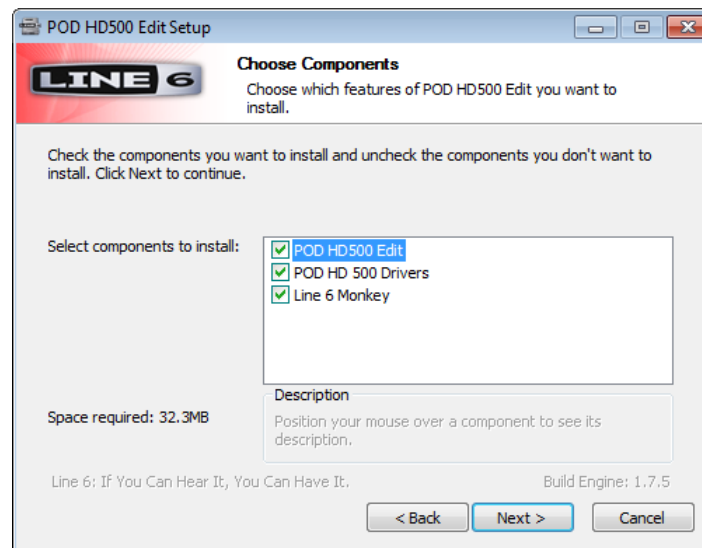 POD HD500 Edit Setup
LINE 6
Choose Components
Choose which features of POD HD500 Edit you want to
install.
Check the components you want to install and uncheck the components you don't want to
install. Click Next to continue.
Select components to install:
POD HD500 Edit
POD HD 500 Drivers
Line 6 Monkey
Space required: 32.3MB
Description
Position your mouse over a component to see its
description.
Line 6: If You Can Hear It, You Can Have It.
Build Engine: 1.7.5
< Back
Next >
Cancel